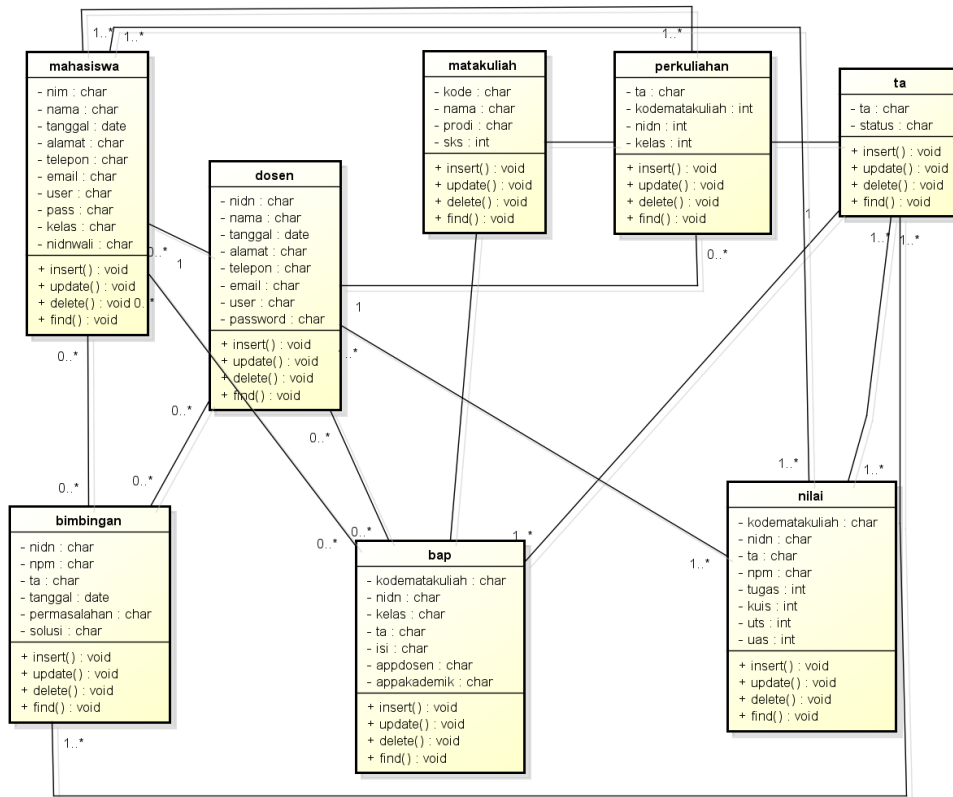 1..*
1..*
1..*
mahasiswa
- nim : char
- nama : char
- tanggal : date
- alamat : char
- telepon : char
- email : char
- user : char
- pass : char
- kelas : char
- nidnwali : char
+ insert() : void
+ update() : void
+ delete() : void
+ find() : void
matakuliah
- kode : char
- nama : char
- prodi : char
- sks : int
+ insert() : void
+ update() : void
+ delete() : void
+ find() : void
perkuliahan
- ta : char
- kodematakuliah : int
- nidn : int
- kelas : int
+ insert() : void
+ update() : void
+ delete() : void
+ find() : void
ta
- ta : char
- status : char
+ insert() : void
+ update() : void
+ delete() : void
+ find() : void
dosen
- nidn : char
- nama : char
- tanggal : date
- alamat : char
- telepon : char
- email : char
- user : char
- password : char
+ insert() : void
+ update() : void
+ delete() : void
+ find() : void
0..*
1
0..*
0..*
1
1
1..*
1..*
0..*
1..*
0..*
0..*
0..*
0..*
0..*
0..*
1..*
1..*
1..*
1..*
bimbingan
- nidn : char
- npm : char
- ta : char
- tanggal : date
- permasalahan : char
- solusi : char
+ insert() : void
+ update() : void
+ delete() : void
+ find() : void
1..*
bap
- kodematakuliah : char
- nidn : char
- kelas : char
- ta : char
- isi : char
- appdosen : char
- appakademik : char
+ insert() : void
+ update() : void
+ delete() : void
+ find() : void
nilai
- kodematakuliah : char
- nidn : char
- ta : char
- npm : char
- tugas : int
- kuis : int
- uts : int
- uas : int
+ insert() : void
+ update() : void
+ delete() : void
+ find() : void